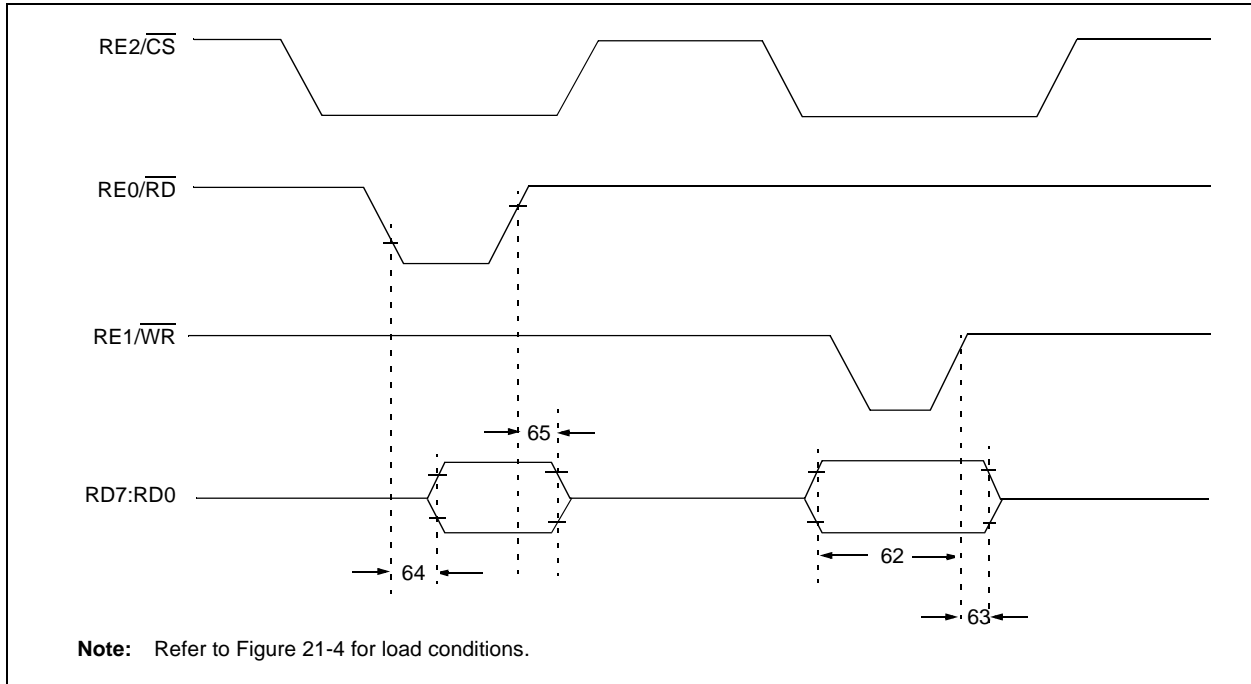 RE2/CS
RE0/RD
RE1/WR
65
RD7:RD0
62
64
63
Note: Refer to Figure 21-4 for load conditions.